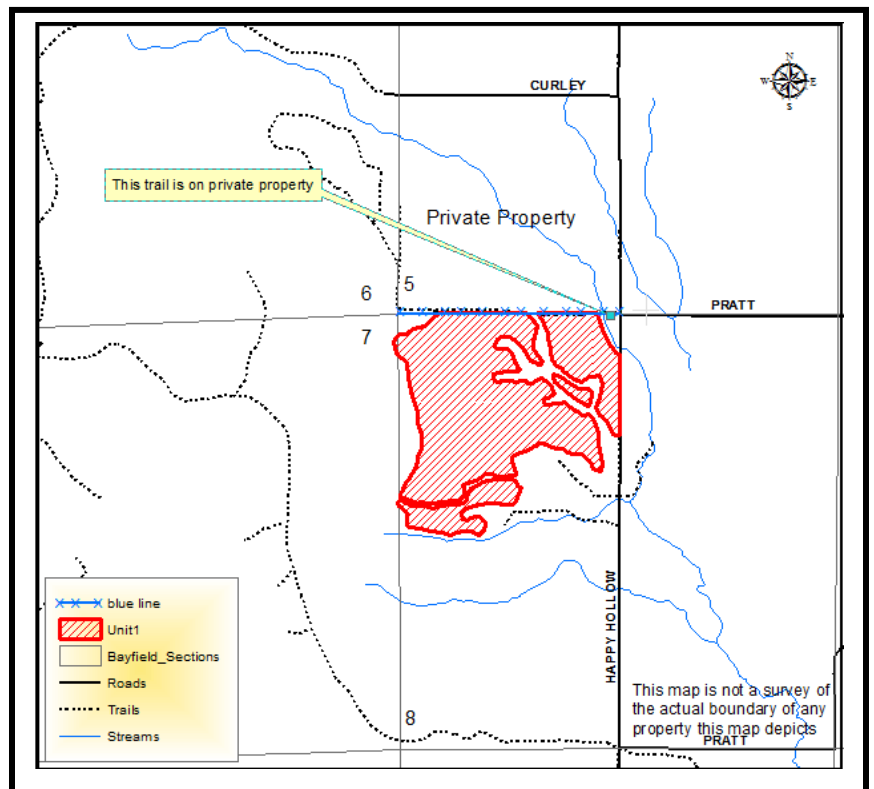 N
W E
S
CURLEY
This trail is on private property
Private Property
5
6
PRATT
7
HAPPY HOLLOW
blue line
Unit1
Bayfield_Sections
Roads
Trails
Streams
8
This map is not a survey of
the actual boundary of any
property this map depicts
PRATT